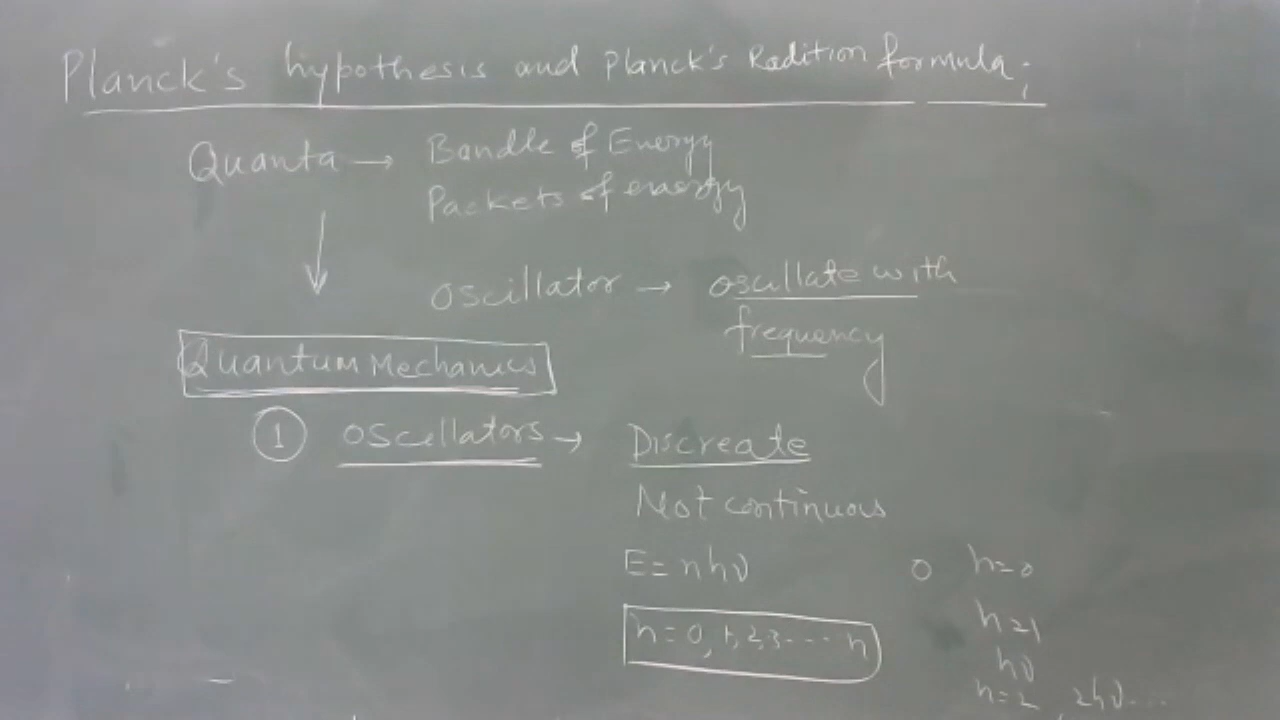 Planck's hypothesis and Planck's Radition formula;
Quanta → Bandle of Energy
Packets of energy
Oscillator → oscillate with
frequency
Quantum Mechanics
① Oscellators → Discreate
Not continuous
E = nhν
0 n=0
n = 0, 1, 2, 3 ---- n
n=1
hν
n=2, 2hν...